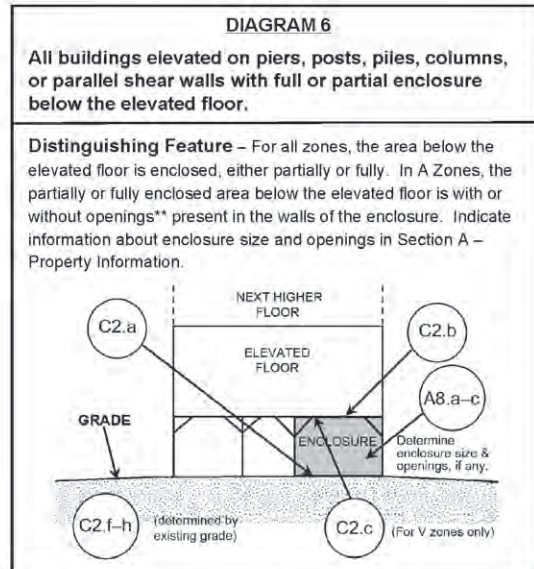 DIAGRAM 6
All buildings elevated on piers, posts, piles, columns,
or parallel shear walls with full or partial enclosure
below the elevated floor.
Distinguishing Feature – For all zones, the area below the
elevated floor is enclosed, either partially or fully. In A Zones, the
partially or fully enclosed area below the elevated floor is with or
without openings** present in the walls of the enclosure. Indicate
information about enclosure size and openings in Section A –
Property Information.
NEXT HIGHER
FLOOR
C2.a
C2.b
ELEVATED
FLOOR
A8.a–c
GRADE
ENCLOSURE
Determine
enclosure size &
openings, if any.
C2.f–h
(determined by
existing grade)
C2.c
(For V zones only)